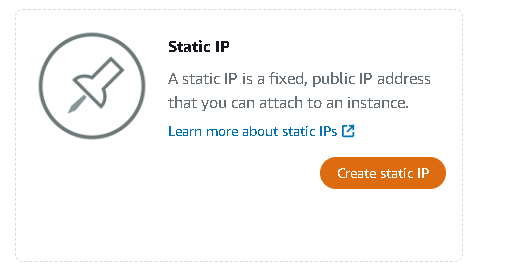 Static IP
A static IP is a fixed, public IP address
that you can attach to an instance.
Learn more about static IPs
Create static IP